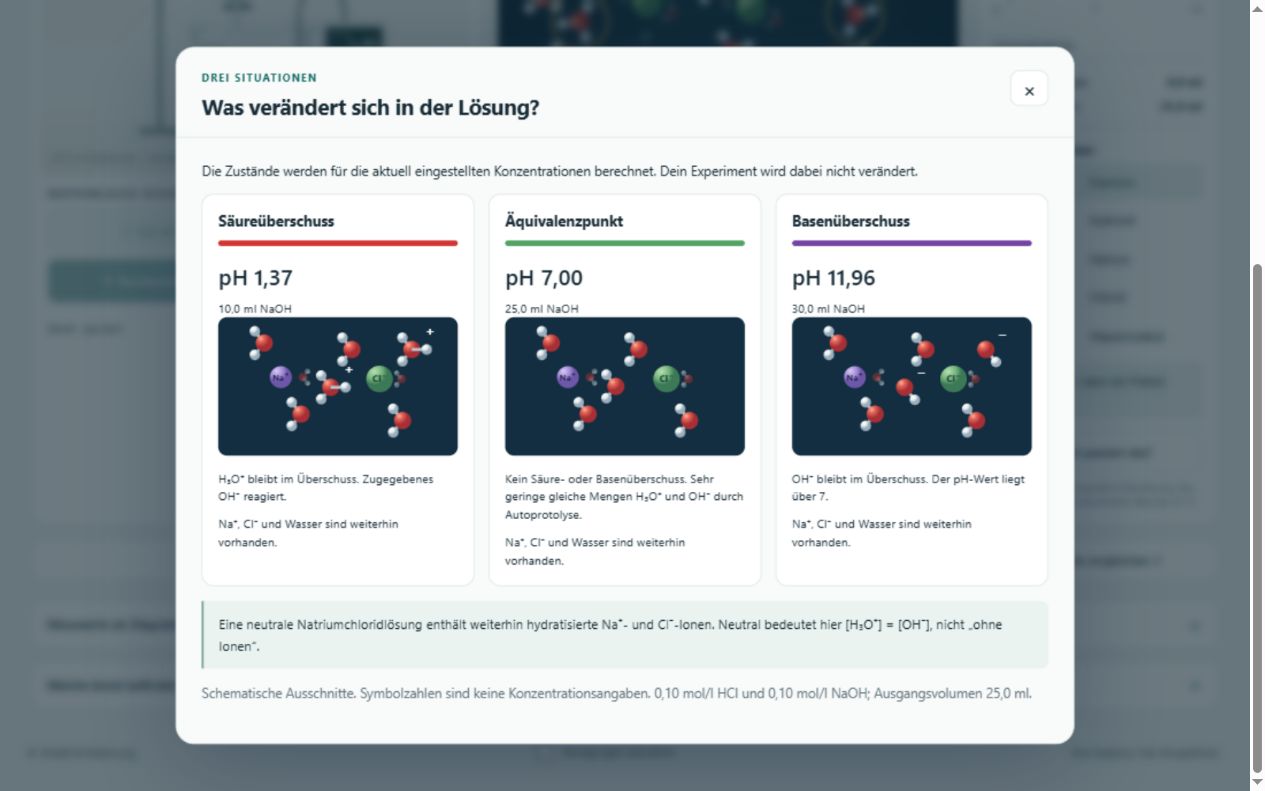 DREI SITUATIONEN
Was verändert sich in der Lösung?
×
Die Zustände werden für die aktuell eingestellten Konzentrationen berechnet. Dein Experiment wird dabei nicht verändert.
Säureüberschuss
pH 1,37
10,0 ml NaOH
+
+
Na⁺
Cl⁻
H₃O⁺ bleibt im Überschuss. Zugegebenes
OH⁻ reagiert.
Na⁺, Cl⁻ und Wasser sind weiterhin
vorhanden.
Äquivalenzpunkt
pH 7,00
25,0 ml NaOH
Na⁺
Cl⁻
Kein Säure- oder Basenüberschuss. Sehr
geringe gleiche Mengen H₃O⁺ und OH⁻ durch
Autoprotolyse.
Na⁺, Cl⁻ und Wasser sind weiterhin
vorhanden.
Basenüberschuss
pH 11,96
30,0 ml NaOH
−
−
Na⁺
Cl⁻
OH⁻ bleibt im Überschuss. Der pH-Wert liegt
über 7.
Na⁺, Cl⁻ und Wasser sind weiterhin
vorhanden.
Eine neutrale Natriumchloridlösung enthält weiterhin hydratisierte Na⁺- und Cl⁻-Ionen. Neutral bedeutet hier [H₃O⁺] = [OH⁻], nicht „ohne
Ionen“.
Schematische Ausschnitte. Symbolzahlen sind keine Konzentrationsangaben. 0,10 mol/l HCl und 0,10 mol/l NaOH; Ausgangsvolumen 25,0 ml.